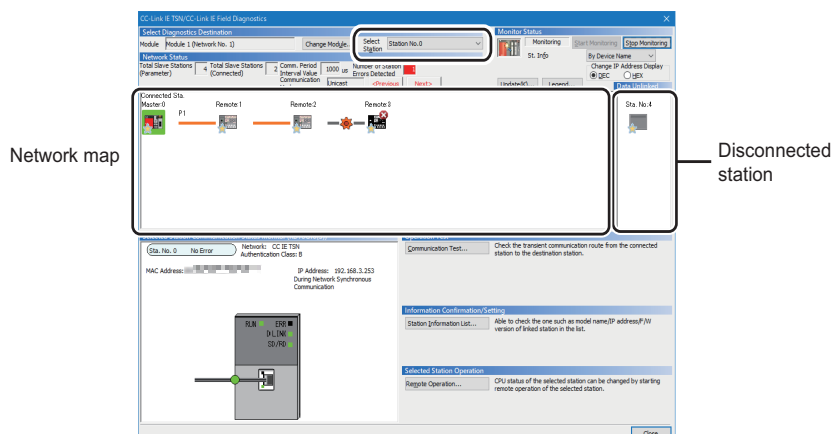 CC-Link IE TSN/CC-Link IE Field Diagnostics
Select Diagnostics Destination
Module Module 1 (Network No. 1)
Change Module..
Select Station
Station No.0
Monitor Status
Monitoring
Start Monitoring
Stop Monitoring
St. Info
By Device Name
Change IP Address Display
DEC HEX
Network Status
Total Slave Stations (Parameter) 4
Total Slave Stations (Connected) 2
Comm. Period Interval Value 1000 us
Number of Station Errors Detected 1
Communication
Unicast
<Previous
Next>
Update(K)
Legend
Data Unlinked
Connected Sta.
Master:0
P1
Remote:1
Remote:2
Remote:3
Sta. No.4
Network map
Disconnected station
Sta. No. 0 No Error
Network: CC IE TSN
Authentication Class: B
MAC Address:
IP Address: 192.168.3.253
During Network Synchronous Communication
RUN ERR
D LINK
SD/RD
Communication Test...
Check the transient communication route from the connected station to the destination station.
Information Confirmation/Setting
Station Information List...
Able to check the one such as model name/IP address/F/W version of linked station in the list.
Selected Station Operation
Remote Operation...
CPU status of the selected station can be changed by starting remote operation of the selected station.
Close